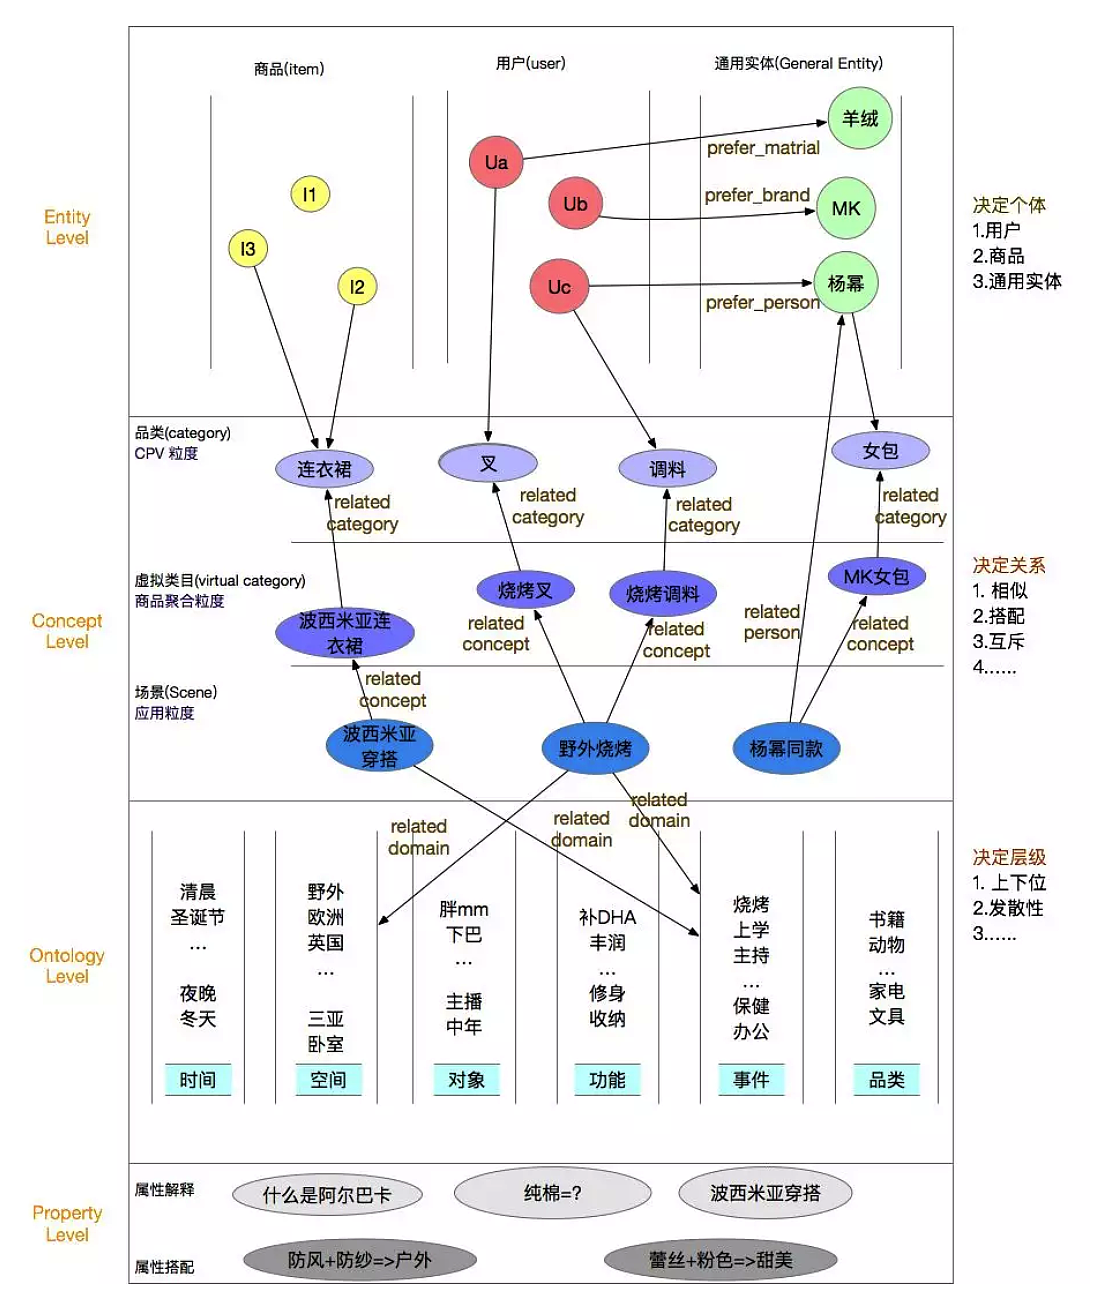 商品(item)
用户(user)
通用实体(General Entity)
羊绒
prefer_matrial
Ua
I1
Ub
prefer_brand
MK
Entity
Level
I3
I2
Uc
杨幂
prefer_person
决定个体
1.用户
2.商品
3.通用实体
品类(category)
CPV 粒度
连衣裙
叉
调料
女包
related
category
related
category
related
category
related
category
虚拟类目(virtual category)
商品聚合粒度
波西米亚连
衣裙
烧烤叉
烧烤调料
MK女包
Concept
Level
related
concept
related
concept
related
person
related
concept
决定关系
1. 相似
2.搭配
3.互斥
4......
场景(Scene)
应用粒度
related
concept
波西米亚
穿搭
野外烧烤
杨幂同款
related
domain
related
domain
related
domain
Ontology
Level
清晨
圣诞节
...
夜晚
冬天
时间
野外
欧洲
英国
...
三亚
卧室
空间
胖mm
下巴
...
主播
中年
对象
补DHA
丰润
...
修身
收纳
功能
烧烤
上学
主持
...
保健
办公
事件
书籍
动物
...
家电
文具
品类
决定层级
1. 上下位
2.发散性
3......
Property
Level
属性解释
什么是阿尔巴卡
纯棉=?
波西米亚穿搭
属性搭配
防风+防纱=>户外
蕾丝+粉色=>甜美